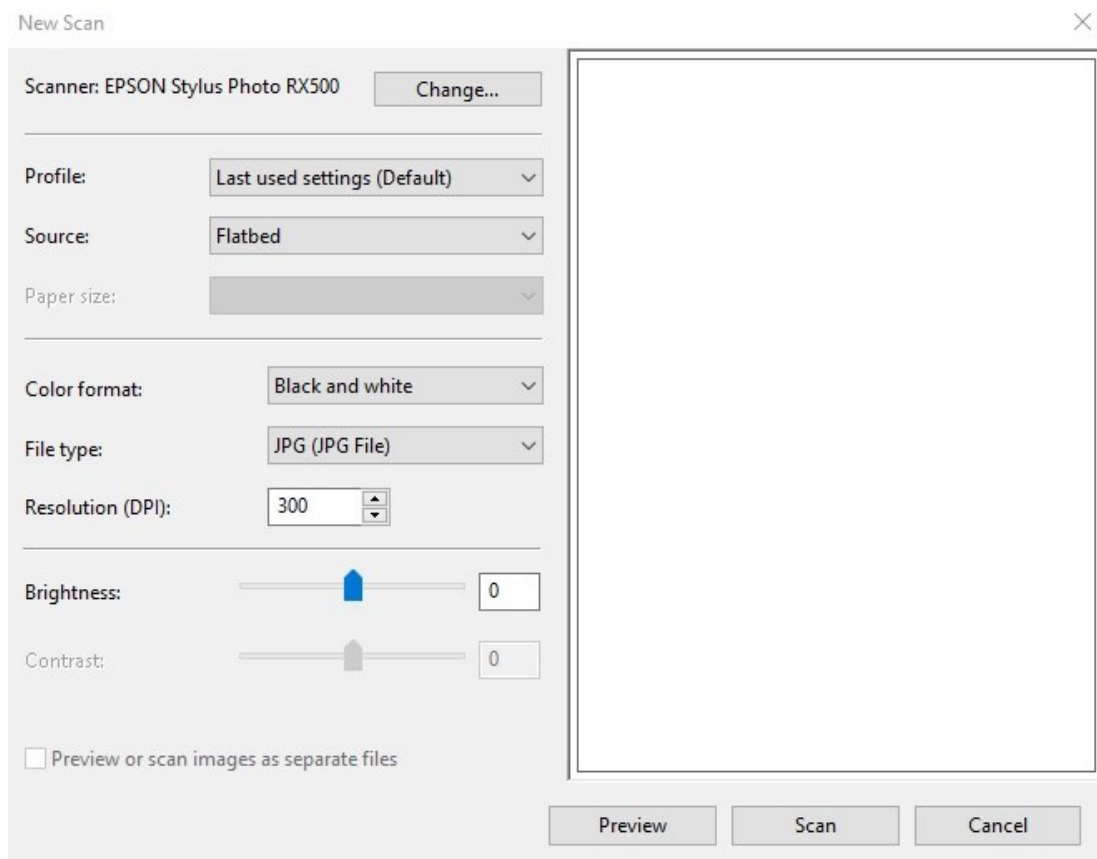 New Scan
Scanner: EPSON Stylus Photo RX500 Change...
Profile: Last used settings (Default)
Source: Flatbed
Paper size:
Color format: Black and white
File type: JPG (JPG File)
Resolution (DPI): 300
Brightness: 0
Contrast: 0
Preview or scan images as separate files
Preview Scan Cancel